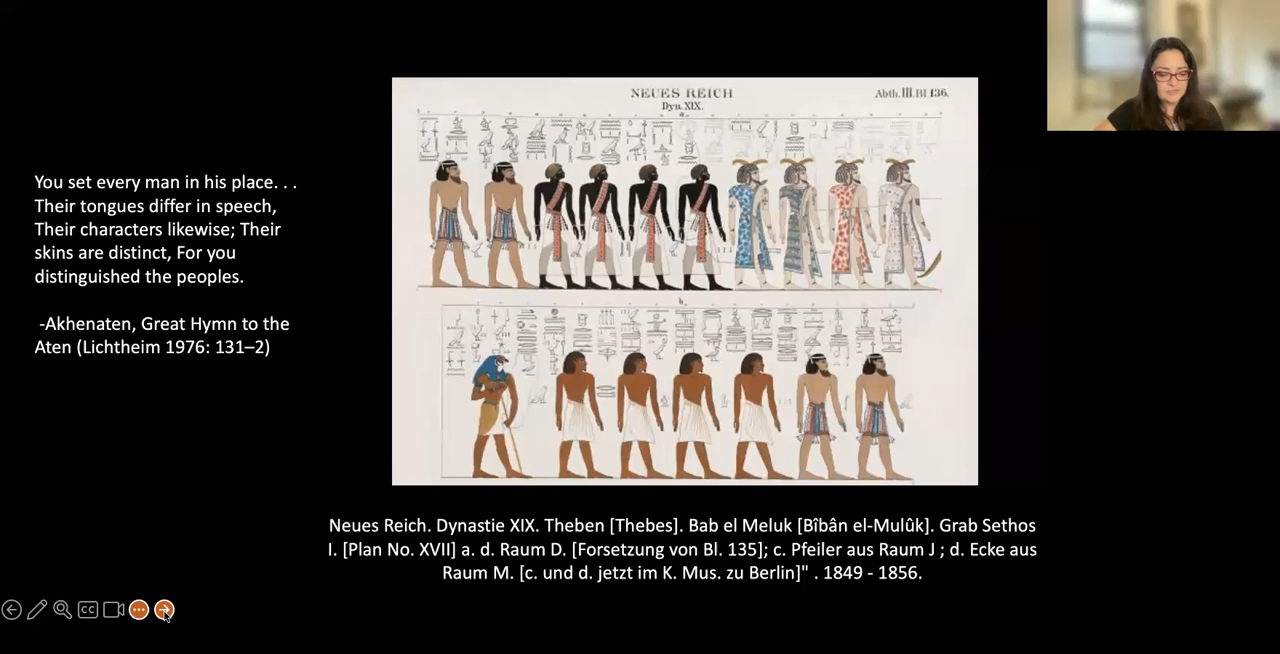 You set every man in his place. . .
Their tongues differ in speech,
Their characters likewise; Their
skins are distinct, For you
distinguished the peoples.
-Akhenaten, Great Hymn to the
Aten (Lichtheim 1976: 131–2)
NEUES REICH
Dyn. XIX.
Abth. III. Bl. 136.
a.
b.
Neues Reich. Dynastie XIX. Theben [Thebes]. Bab el Meluk [Bîbân el-Mulûk]. Grab Sethos
I. [Plan No. XVII] a. d. Raum D. [Forsetzung von Bl. 135]; c. Pfeiler aus Raum J ; d. Ecke aus
Raum M. [c. und d. jetzt im K. Mus. zu Berlin]" . 1849 - 1856.
CC